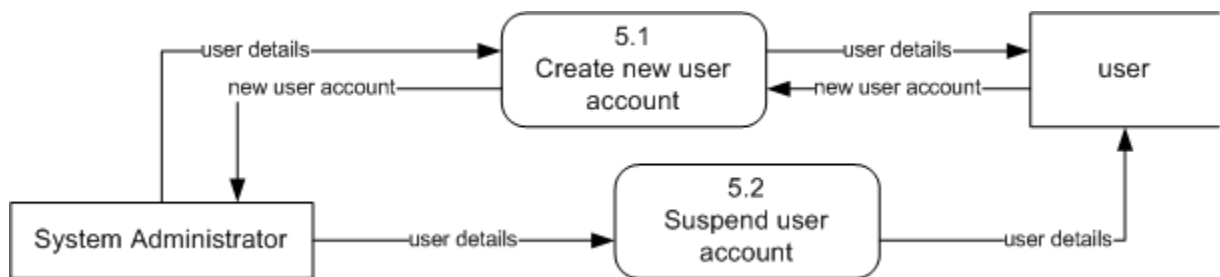 5.1
Create new user
account
user details
user details
user
new user account
new user account
5.2
Suspend user
account
System Administrator
user details
user details